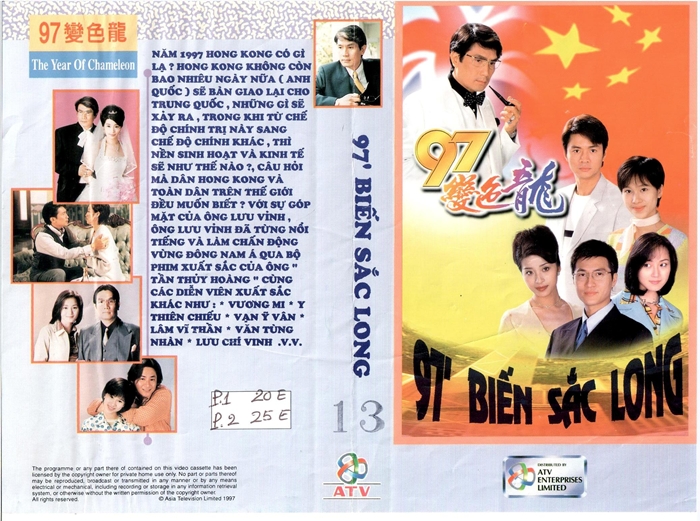 97 變色龍
The Year Of Chameleon
NĂM 1997 HONG KONG CÓ GÌ
LẠ ? HONG KONG KHÔNG CÒN
BAO NHIÊU NGÀY NỮA ( ANH
QUỐC ) SẼ BÀN GIAO LẠI CHO
TRUNG QUỐC , NHỮNG GÌ SẼ
XẢY RA , TRONG KHI TỪ CHẾ
ĐỘ CHÍNH TRỊ NÀY SANG
CHẾ ĐỘ CHÍNH KHÁC , THÌ
NỀN SINH HOẠT VÀ KINH TẾ
SẼ NHƯ THẾ NÀO ?, CÂU HỎI
MÀ DÂN HONG KONG VÀ
TOÀN DÂN TRÊN THẾ GIỚI
ĐỀU MUỐN BIẾT ? VỚI SỰ GÓP
MẶT CỦA ÔNG LƯU VỈNH ,
ÔNG LƯU VỈNH ĐÃ TỪNG NỔI
TIẾNG VÀ LÀM CHẤN ĐỘNG
VÙNG ĐÔNG NAM Á QUA BỘ
PHIM XUẤT SẮC CỦA ÔNG "
TẦN THỦY HOÀNG " CÙNG
CÁC DIỄN VIÊN XUẤT SẮC
KHÁC NHƯ : * VƯƠNG MI * Y
THIÊN CHIẾU * VẠN Ỷ VÂN *
LÂM VĨ THẦN * VĂN TÙNG
NHÂN * LƯU CHÍ VINH .V.V.
P.1 20E
P.2 25E
The programme or any part there of contained on this video cassette has been
licensed by the copyright owner for private home use only. No part or parts thereof
may be reproduced, broadcast or transmitted in any manner or by any means
electrical or mechanical, including recording or storage in any information retrieval
system, or otherwise without the written permission of the copyright owner.
All rights reserved. © Asia Television Limited 1997
97' BIẾN SẮC LONG
13
ATV
97
變色龍
97' BIẾN SẮC LONG
DISTRIBUTED BY
ATV
ENTERPRISES
LIMITED